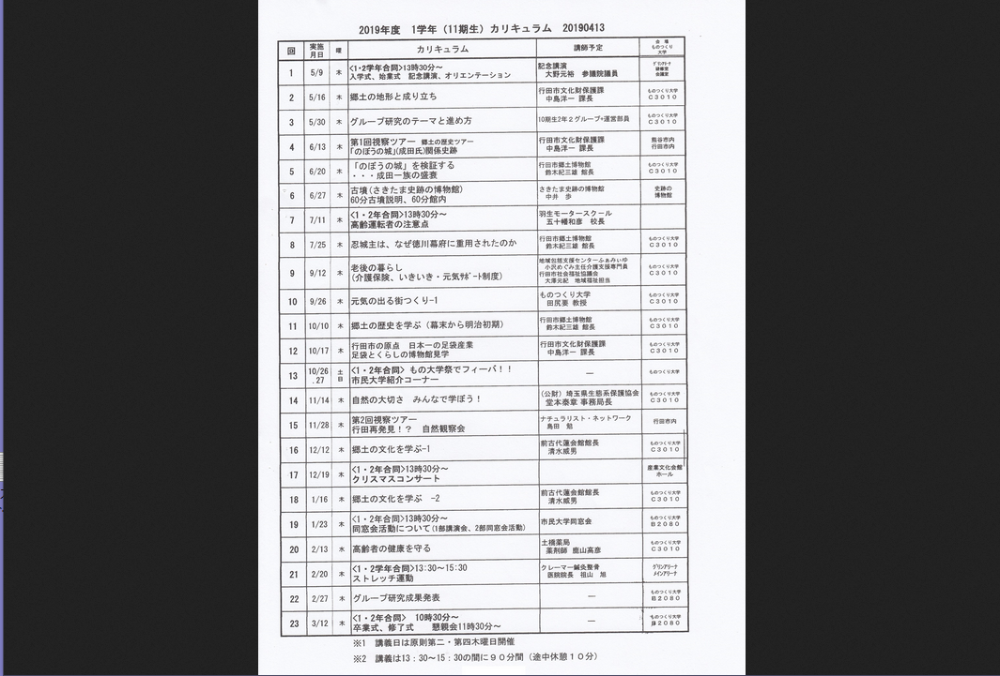 2019年度 1学年（11期生）カリキュラム 20190413
回 実施月日 曜 カリキュラム 講師予定 会場 ものつくり大学
1 5/9 木 <1・2学年合同>13時30分～ 記念講演 ｸﾞﾘﾝｱﾘｰﾅ 研修室 会議室
入学式、始業式 記念講演、オリエンテーション 大野元裕 参議院議員
2 5/16 木 郷土の地形と成り立ち 行田市文化財保護課 中島洋一 課長 ものつくり大学 C3010
3 5/30 木 グループ研究のテーマと進め方 10期生2年2グループ+運営部員 ものつくり大学 C3010
4 6/13 木 第1回視察ツアー 郷土の歴史ツアー 行田市文化財保護課 熊谷市内
「のぼうの城」(成田氏)関係史跡 中島洋一 課長 行田市内
5 6/20 木 「のぼうの城」を検証する 行田市郷土博物館 ものつくり大学
・・・成田一族の盛衰 鈴木紀三雄 館長 C3010
6 6/27 木 古墳(さきたま史跡の博物館) さきたま史跡の博物館 史跡の
60分古墳説明、60分館内 中井 歩 博物館
7 7/11 木 <1・2年合同>13時30分～ 羽生モータースクール
高齢運転者の注意点 五十幡和彦 校長
8 7/25 木 忍城主は、なぜ徳川幕府に重用されたのか 行田市郷土博物館 鈴木紀三雄 館長 ものつくり大学 C3010
9 9/12 木 老後の暮らし 地域包括支援センターふぁみぃゆ ものつくり大学
(介護保険、いきいき・元気ｻﾎﾟｰﾄ制度) 小沢めぐみ主任介護支援専門員 C3010
行田市社会福祉協議会
大澤元紀 地域福祉担当
10 9/26 木 元気の出る街つくり-1 ものつくり大学 田尻要 教授 ものつくり大学 C3010
11 10/10 木 郷土の歴史を学ぶ（幕末から明治初期） 行田市郷土博物館 鈴木紀三雄 館長 ものつくり大学 C3010
12 10/17 木 行田市の原点 日本一の足袋産業 行田市文化財保護課 ものつくり大学
足袋とくらしの博物館見学 中島洋一 課長 C3010
13 10/26 土 <1・2年合同> もの大学祭でフィーバ！！ ― ものつくり大学
.27 日 市民大学紹介コーナー
14 11/14 木 自然の大切さ みんなで学ぼう！ （公財）埼玉県生態系保護協会 堂本泰章 事務局長 ものつくり大学 C3010
15 11/28 木 第2回視察ツアー ナチュラリスト・ネットワーク 行田市内
行田再発見！？ 自然観察会 島田 勉
16 12/12 木 郷土の文化を学ぶ-1 前古代蓮会館館長 清水威男 ものつくり大学 C3010
17 12/19 木 <1・2年合同>13時30分～ 産業文化会館
クリスマスコンサート ホール
18 1/16 木 郷土の文化を学ぶ -2 前古代蓮会館館長 清水威男 ものつくり大学 C3010
19 1/23 木 <1・2年合同>13時30分～ 市民大学同窓会 ものつくり大学
同窓会活動について(1部講演会、2部同窓会活動) B2080
20 2/13 木 高齢者の健康を守る 土橋薬局 薬剤師 鹿山高彦 ものつくり大学 C3010
21 2/20 木 <1・2学年合同>13:30～15:30 クレーマー鍼灸整骨 ｸﾞﾘﾝｱﾘｰﾅ
ストレッチ運動 医院院長 祖山 旭 ﾒｲﾝｱﾘｰﾅ
22 2/27 木 グループ研究成果発表 ― ものつくり大学 B2080
23 3/12 木 <1・2年合同> 10時30分～ ― ものつくり大学
卒業式、修了式 懇親会11時30分～ B2080
※1 講義日は原則第二・第四木曜日開催
※2 講義は13：30～15：30の間に９０分間（途中休憩１０分）